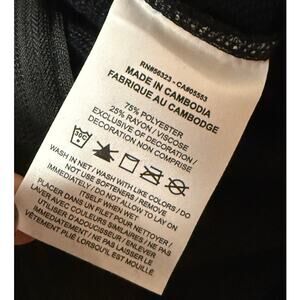 RN#56323 - CA#05553
MADE IN CAMBODIA
FABRIQUE AU CAMBODGE
75% POLYESTER
25% RAYON / VISCOSE
EXCLUSIVE OF DECORATION /
DECORATION NON COMPRISE
WASH IN NET / WASH WITH LIKE COLORS / DO
NOT USE SOFTENERS / REMOVE
IMMEDIATELY / DO NOT ALLOW TO LAY ON
ITSELF WHEN WET
PLACER DANS UN FILET POUR NETTOYER /
LAVER AVEC COULEURS SIMILAIRES / NE PAS
UTILISER D'ADOUCISSEUR / ENLEVER
IMMÉDIATEMENT / NE PAS LAISSER LE
VÊTEMENT PLIÉ LORSQU'IL EST MOUILLÉ